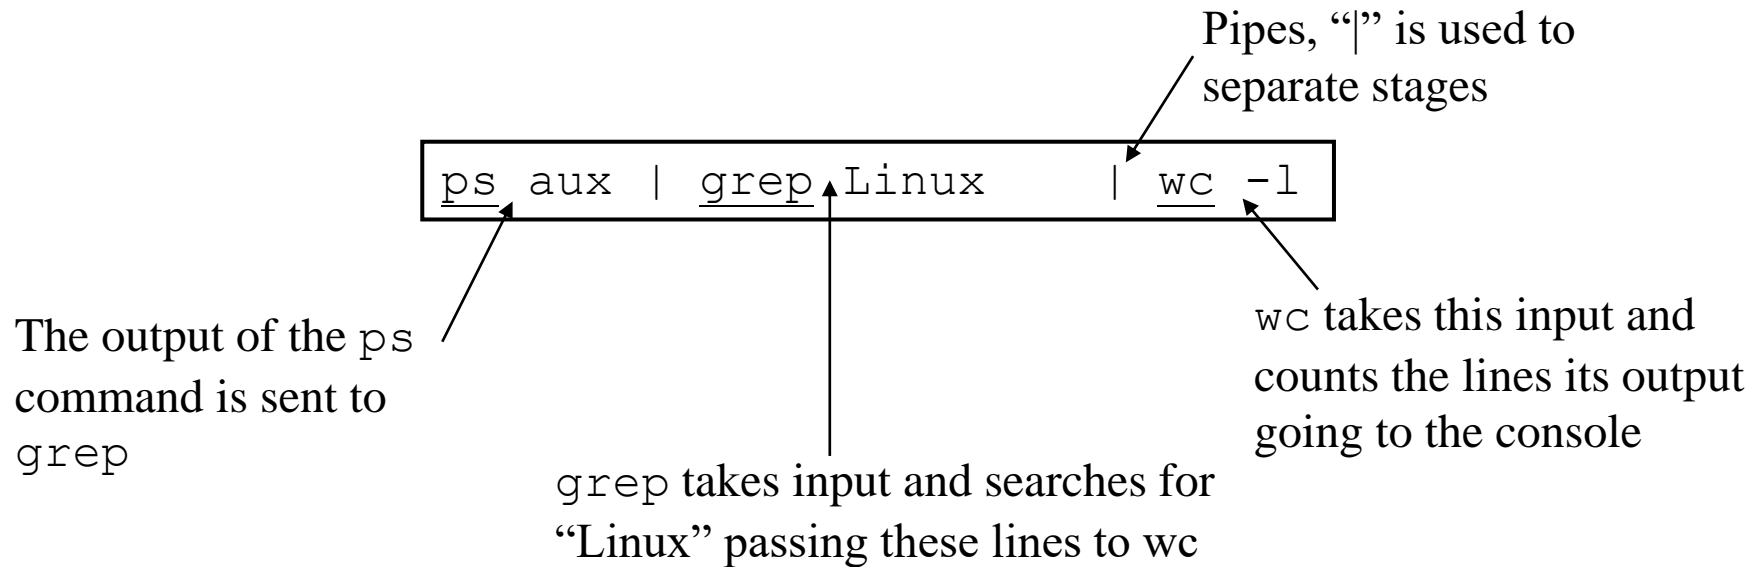 Pipes, “|” is used to
separate stages
ps aux | grep Linux | wc -l
The output of the ps
command is sent to
grep
wc takes this input and
counts the lines its output
going to the console
grep takes input and searches for
“Linux” passing these lines to wc